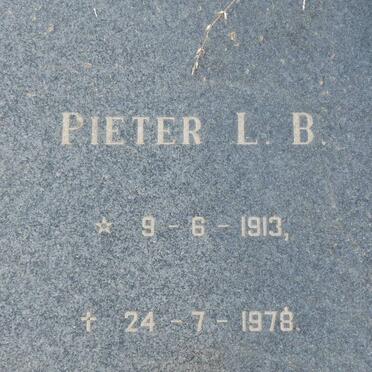 PIETER L. B.
☆ 9 - 6 - 1913,
† 24 - 7 - 1978.